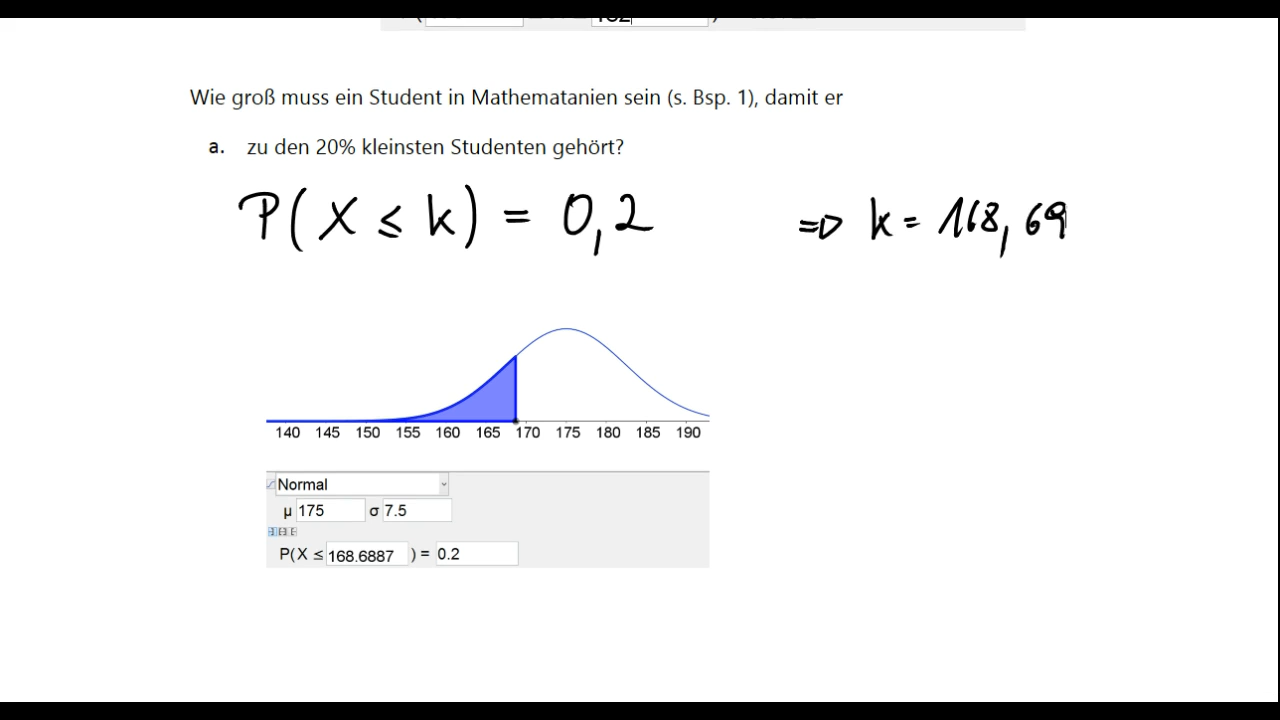 Wie groß muss ein Student in Mathematanien sein (s. Bsp. 1), damit er
a. zu den 20% kleinsten Studenten gehört?
P(X ≤ k) = 0,2 ⇒ k = 168,69
140 145 150 155 160 165 170 175 180 185 190
Normal
μ 175 σ 7.5
P(X ≤ 168.6887 ) = 0.2